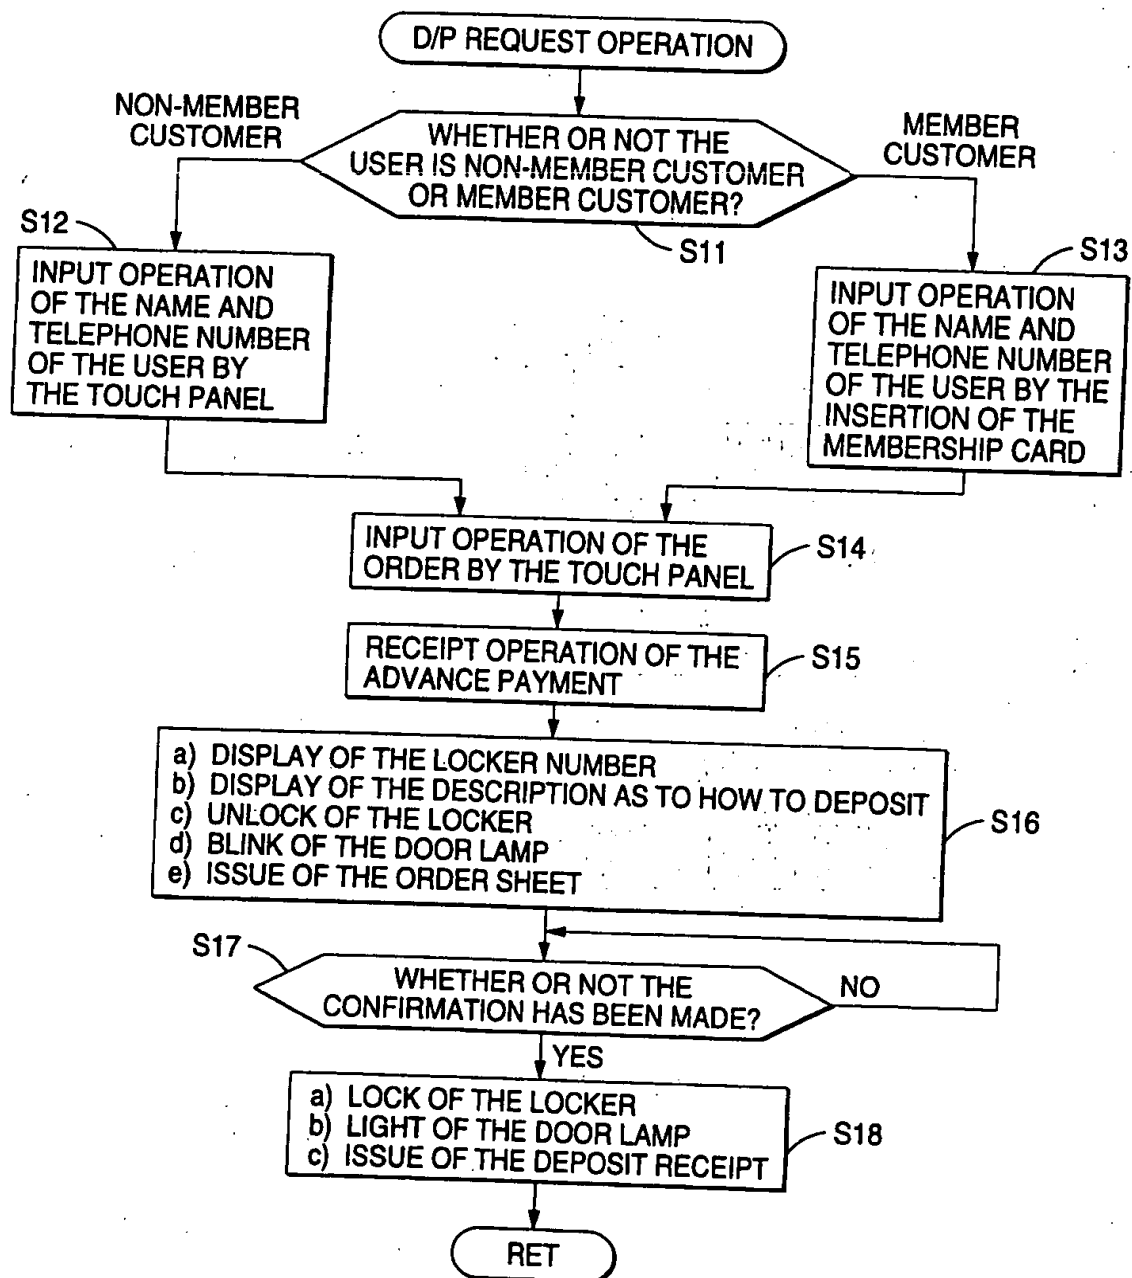 D/P REQUEST OPERATION
NON-MEMBER
CUSTOMER
WHETHER OR NOT THE
USER IS NON-MEMBER CUSTOMER
OR MEMBER CUSTOMER?
MEMBER
CUSTOMER
S11
S12
INPUT OPERATION
OF THE NAME AND
TELEPHONE NUMBER
OF THE USER BY
THE TOUCH PANEL
S13
INPUT OPERATION
OF THE NAME AND
TELEPHONE NUMBER
OF THE USER BY THE
INSERTION OF THE
MEMBERSHIP CARD
INPUT OPERATION OF THE
ORDER BY THE TOUCH PANEL
S14
RECEIPT OPERATION OF THE
ADVANCE PAYMENT
S15
a) DISPLAY OF THE LOCKER NUMBER
b) DISPLAY OF THE DESCRIPTION AS TO HOW TO DEPOSIT
c) UNLOCK OF THE LOCKER
d) BLINK OF THE DOOR LAMP
e) ISSUE OF THE ORDER SHEET
S16
S17
WHETHER OR NOT THE
CONFIRMATION HAS BEEN MADE?
NO
YES
a) LOCK OF THE LOCKER
b) LIGHT OF THE DOOR LAMP
c) ISSUE OF THE DEPOSIT RECEIPT
S18
RET